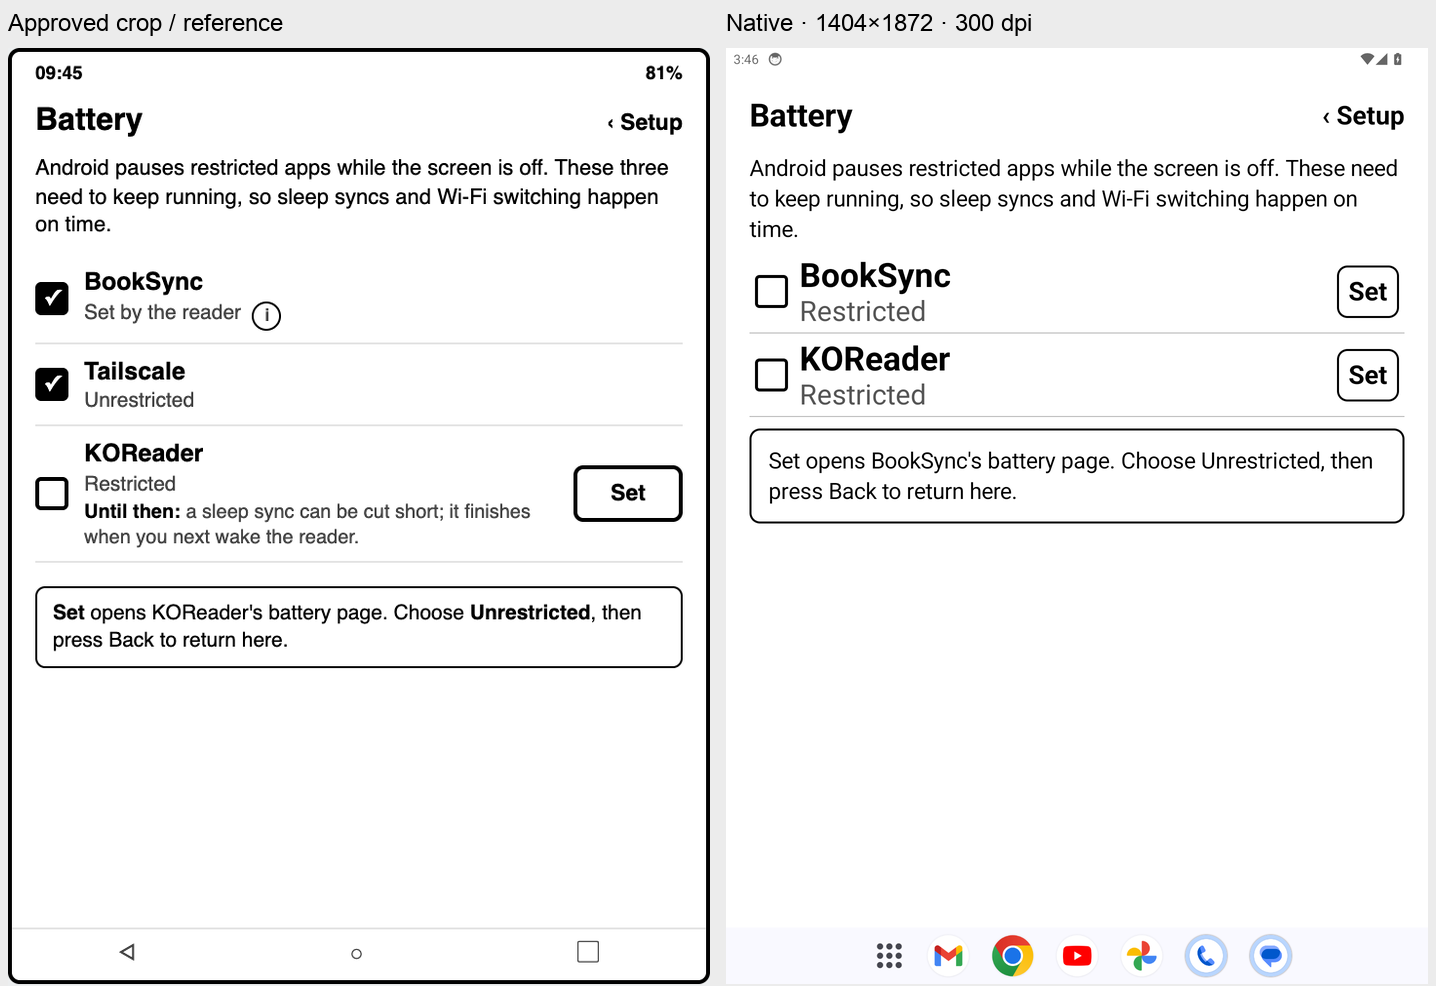 Approved crop / reference
09:45
81%
Battery
‹ Setup
Android pauses restricted apps while the screen is off. These three
need to keep running, so sleep syncs and Wi-Fi switching happen
on time.
BookSync
Set by the reader i
Tailscale
Unrestricted
KOReader
Restricted
Until then: a sleep sync can be cut short; it finishes
when you next wake the reader.
Set
Set opens KOReader's battery page. Choose Unrestricted, then
press Back to return here.
Native · 1404×1872 · 300 dpi
3:46
Battery
‹ Setup
Android pauses restricted apps while the screen is off. These need
to keep running, so sleep syncs and Wi-Fi switching happen on
time.
BookSync
Restricted
Set
KOReader
Restricted
Set
Set opens BookSync's battery page. Choose Unrestricted, then
press Back to return here.